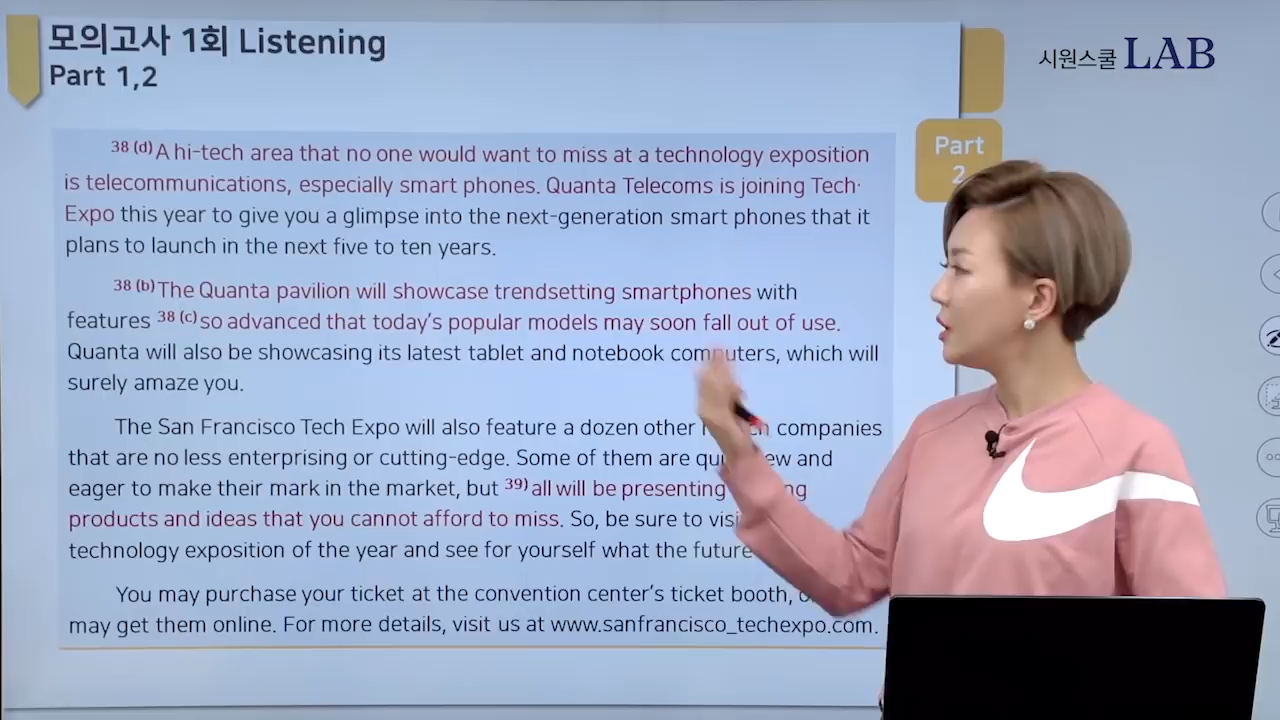 모의고사 1회 Listening
Part 1,2
시원스쿨 LAB
Part
2
38 (d) A hi-tech area that no one would want to miss at a technology exposition
is telecommunications, especially smart phones. Quanta Telecoms is joining Tech
Expo this year to give you a glimpse into the next-generation smart phones that it
plans to launch in the next five to ten years.
38 (b) The Quanta pavilion will showcase trendsetting smartphones with
features 38 (c) so advanced that today's popular models may soon fall out of use.
Quanta will also be showcasing its latest tablet and notebook computers, which will
surely amaze you.
The San Francisco Tech Expo will also feature a dozen other companies
that are no less enterprising or cutting-edge. Some of them are and
eager to make their mark in the market, but 39) all will be presenting
products and ideas that you cannot afford to miss. So, be sure to
technology exposition of the year and see for yourself what the future
You may purchase your ticket at the convention center's ticket booth,
may get them online. For more details, visit us at www.sanfrancisco_techexpo.com.